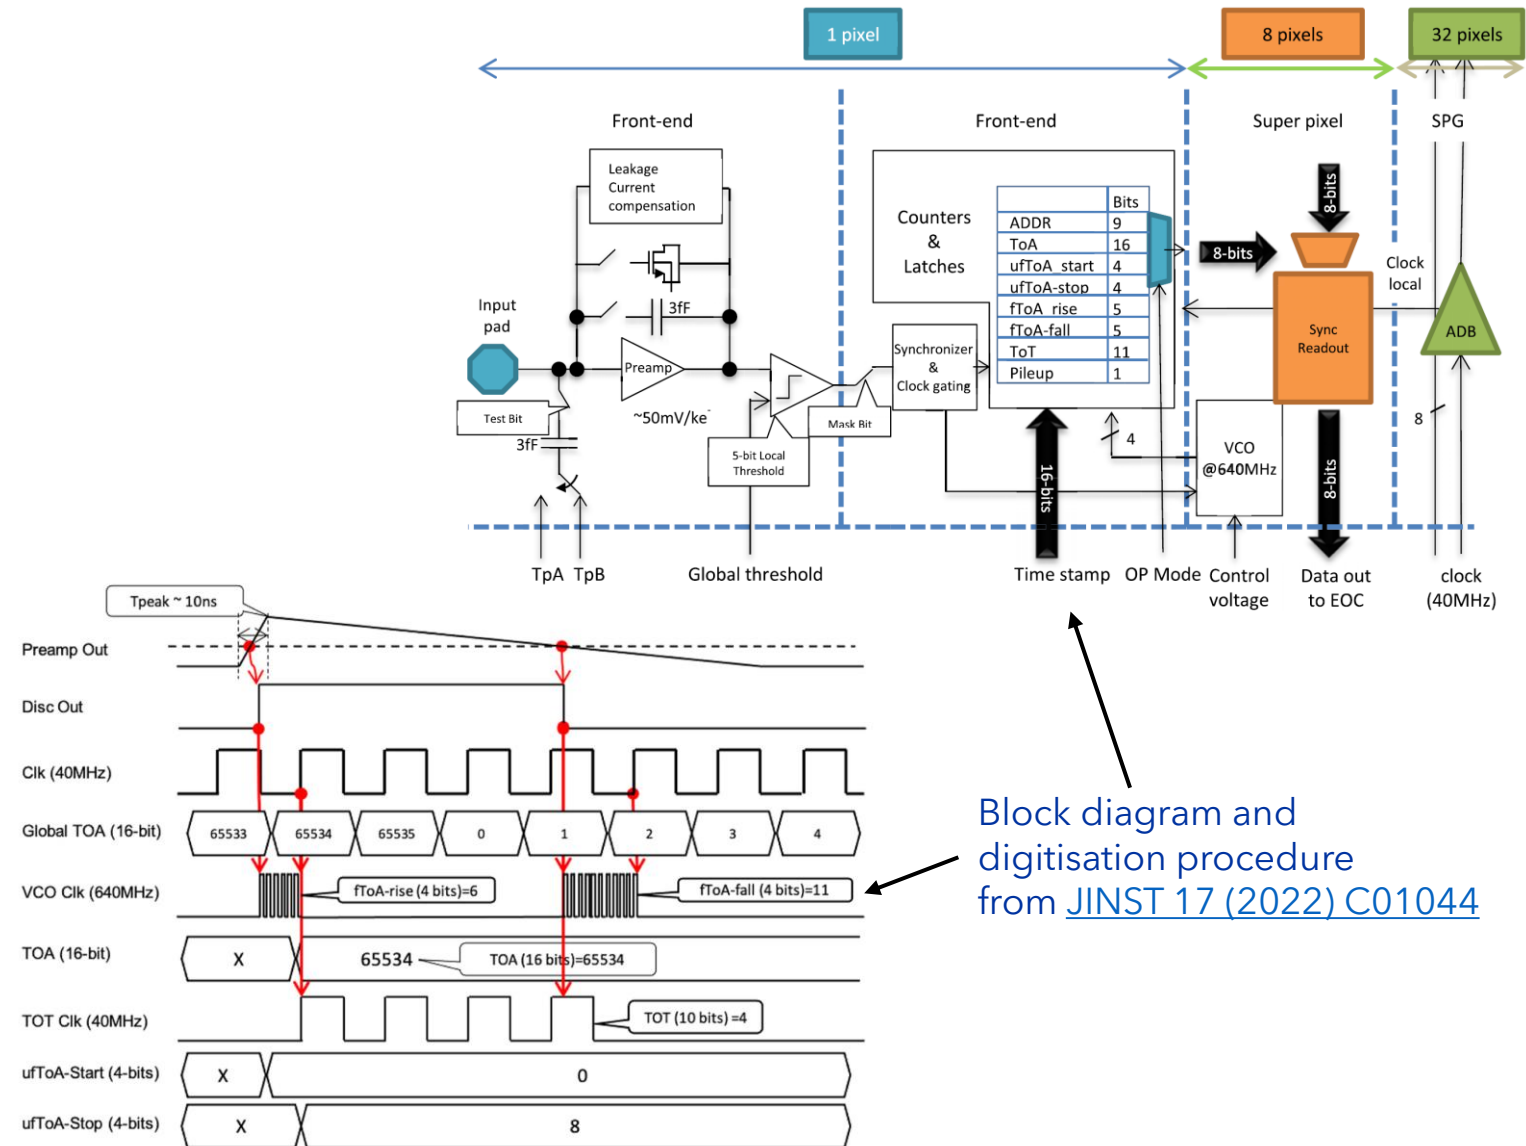 1 pixel
8 pixels
32 pixels
Front-end
Front-end
Super pixel
SPG
Leakage
Current
compensation
3fF
Input
pad
Preamp
~50mV/ke-
Test Bit
3fF
5-bit Local
Threshold
Mask Bit
Synchronizer
&
Clock gating
Counters
&
Latches
Bits
ADDR 9
ToA 16
ufToA_start 4
ufToA-stop 4
fToA_rise 5
fToA-fall 5
ToT 11
Pileup 1
8-bits
8-bits
Clock
local
Sync
Readout
ADB
4
VCO
@640MHz
16-bits
8-bits
8
TpA TpB
Global threshold
Time stamp
OP Mode
Control
voltage
Data out
to EOC
clock
(40MHz)
Tpeak ~ 10ns
Preamp Out
Disc Out
Clk (40MHz)
Global TOA (16-bit) 65533 65534 65535 0 1 2 3 4
VCO Clk (640MHz) fToA-rise (4 bits)=6 fToA-fall (4 bits)=11
TOA (16-bit) X 65534 TOA (16 bits)=65534
TOT Clk (40MHz) TOT (10 bits) =4
ufToA-Start (4-bits) X 0
ufToA-Stop (4-bits) X 8
Block diagram and
digitisation procedure
from JINST 17 (2022) C01044